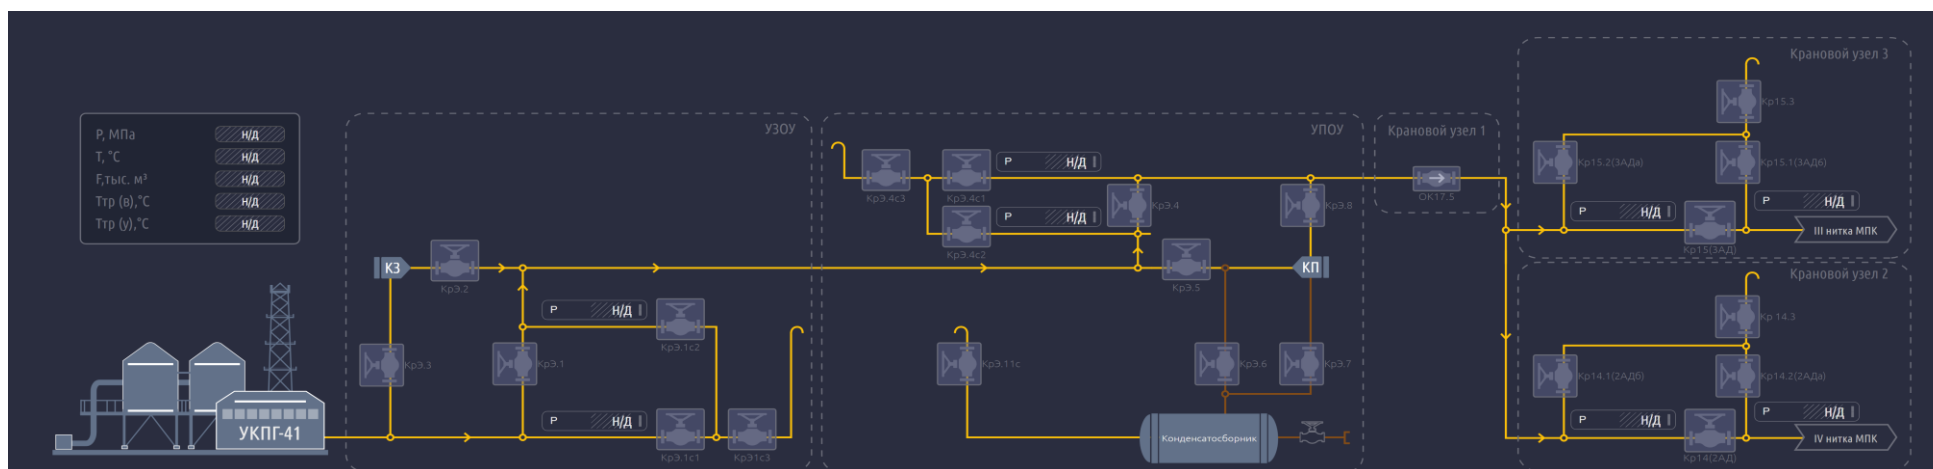 P, МПа н/д
T, °C н/д
F,тыс. м³ н/д
Tтр (в),°C н/д
Tтр (у),°C н/д
УКПГ-41
УЗОУ
КЗ
КрЭ.2
КрЭ.3
КрЭ.1
P Н/Д
КрЭ.1с2
P Н/Д
КрЭ.1с1
КрЭ1с3
УПОУ
КрЭ.4с3
КрЭ.4с1
P Н/Д
КрЭ.4с2
P Н/Д
КрЭ.4
КрЭ.8
КрЭ.5
КП
КрЭ.11с
КрЭ.6
КрЭ.7
Конденсатосборник
Крановой узел 1
ОК17.5
Крановой узел 3
Кр15.3
Кр15.2(3АДа)
Кр15.1(3АДб)
P Н/Д
Кр15(3АД)
P Н/Д
III нитка МПК
Крановой узел 2
Кр 14.3
Кр14.1(2АДб)
Кр14.2(2АДа)
P Н/Д
Кр14(2АД)
P Н/Д
IV нитка МПК